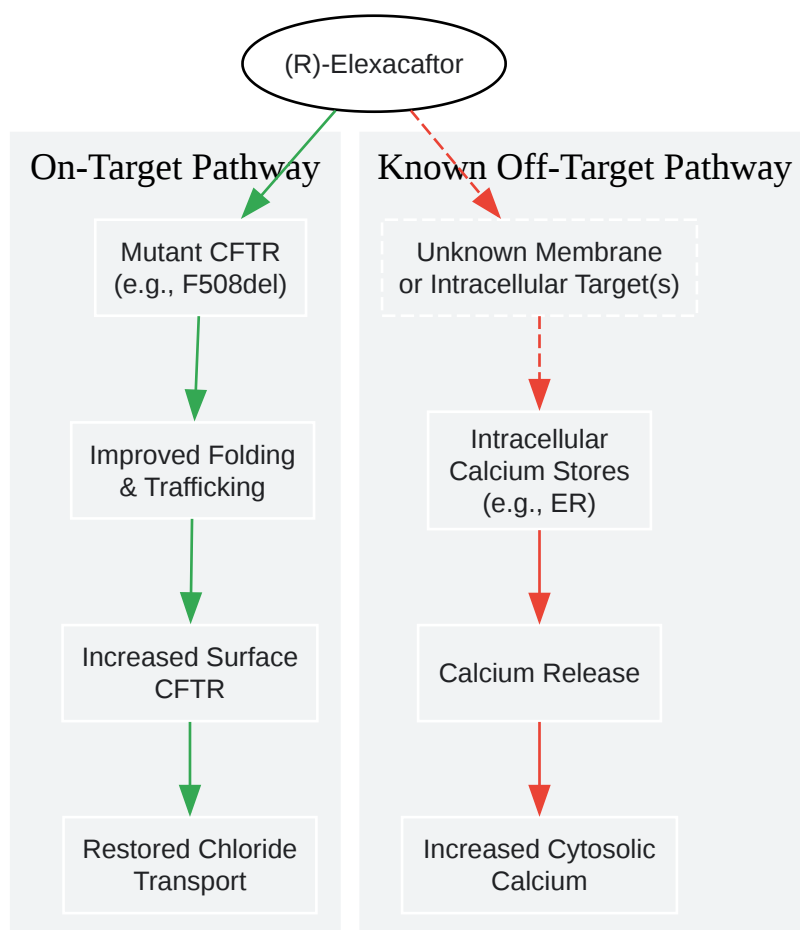 (R)-Elexacaftor
On-Target Pathway
Mutant CFTR
(e.g., F508del)
Improved Folding
& Trafficking
Increased Surface
CFTR
Restored Chloride
Transport
Known Off-Target Pathway
Unknown Membrane
or Intracellular Target(s)
Intracellular
Calcium Stores
(e.g., ER)
Calcium Release
Increased Cytosolic
Calcium